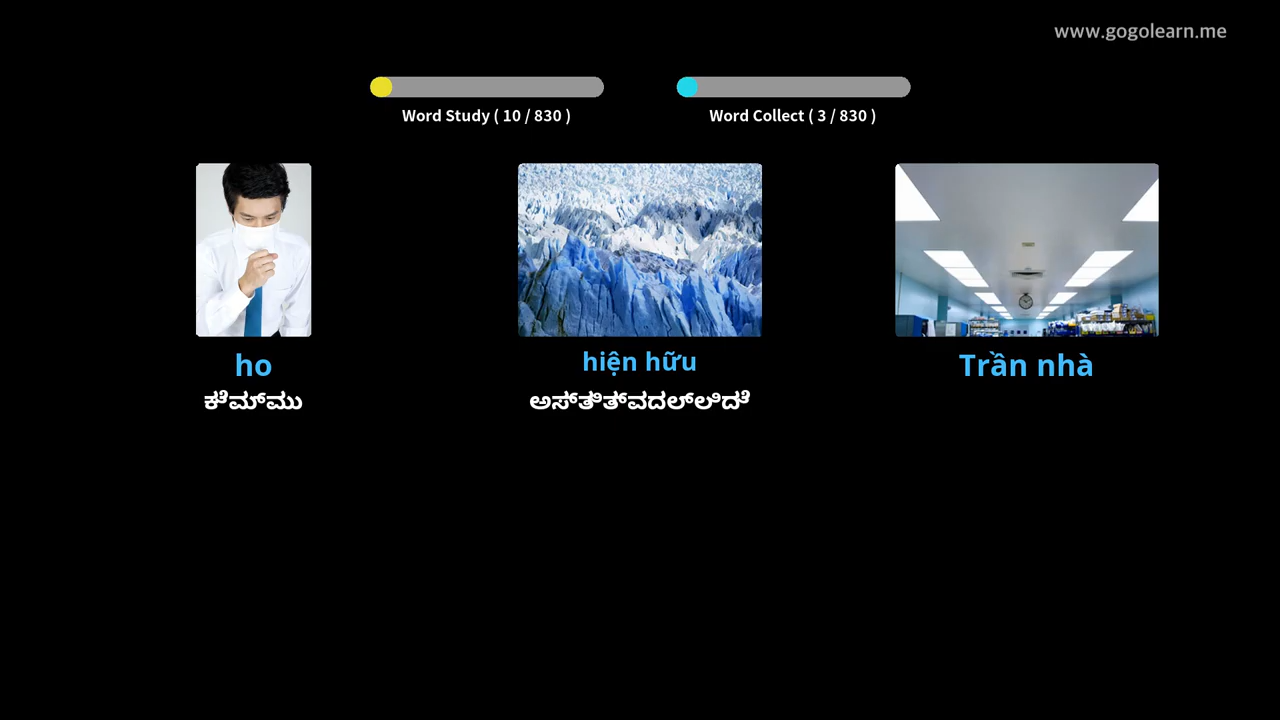 www.gogolearn.me
Word Study ( 10 / 830 )
Word Collect ( 3 / 830 )
ho
ಕೆಮ್ಮು
hiện hữu
ಅಸ್ತಿತ್ವದಲ್ಲಿದೆ
Trần nhà